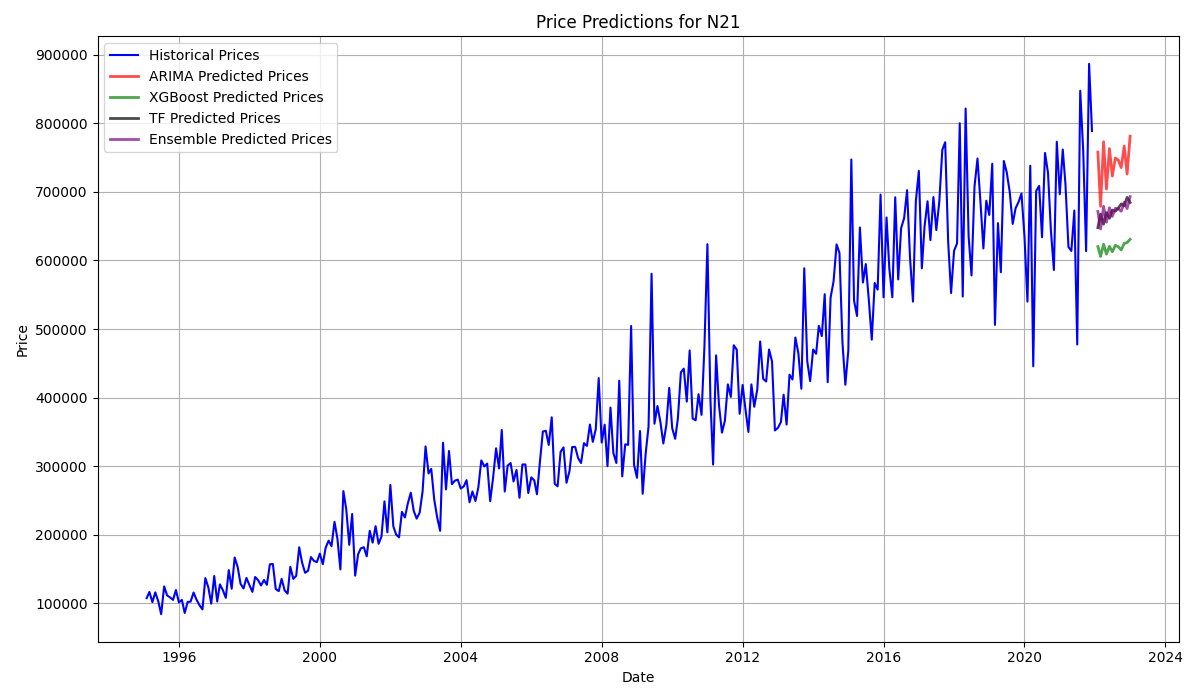 Price Predictions for N21
Historical Prices
ARIMA Predicted Prices
XGBoost Predicted Prices
TF Predicted Prices
Ensemble Predicted Prices
900000
800000
700000
600000
500000
400000
300000
200000
100000
Price
1996
2000
2004
2008
2012
2016
2020
2024
Date